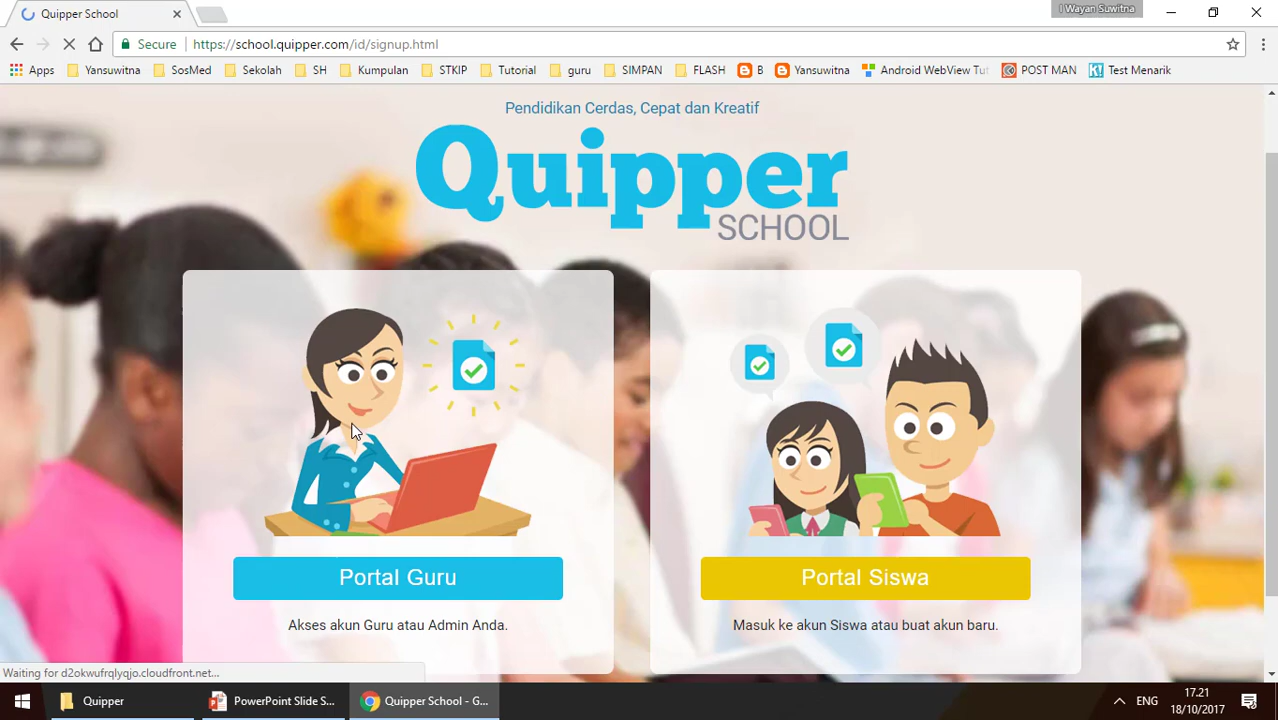 Quipper School
I Wayan Suwitna
Secure
https://school.quipper.com/id/signup.html
Apps
Yansuwitna
SosMed
Sekolah
SH
Kumpulan
STKIP
Tutorial
guru
SIMPAN
FLASH
B
Yansuwitna
Android WebView Tut
POST MAN
Test Menarik
Pendidikan Cerdas, Cepat dan Kreatif
Quipper
SCHOOL
Portal Guru
Akses akun Guru atau Admin Anda.
Portal Siswa
Masuk ke akun Siswa atau buat akun baru.
Waiting for d2okwufrqlyqjo.cloudfront.net...
Quipper
PowerPoint Slide S...
Quipper School - G...
ENG
17.21
18/10/2017